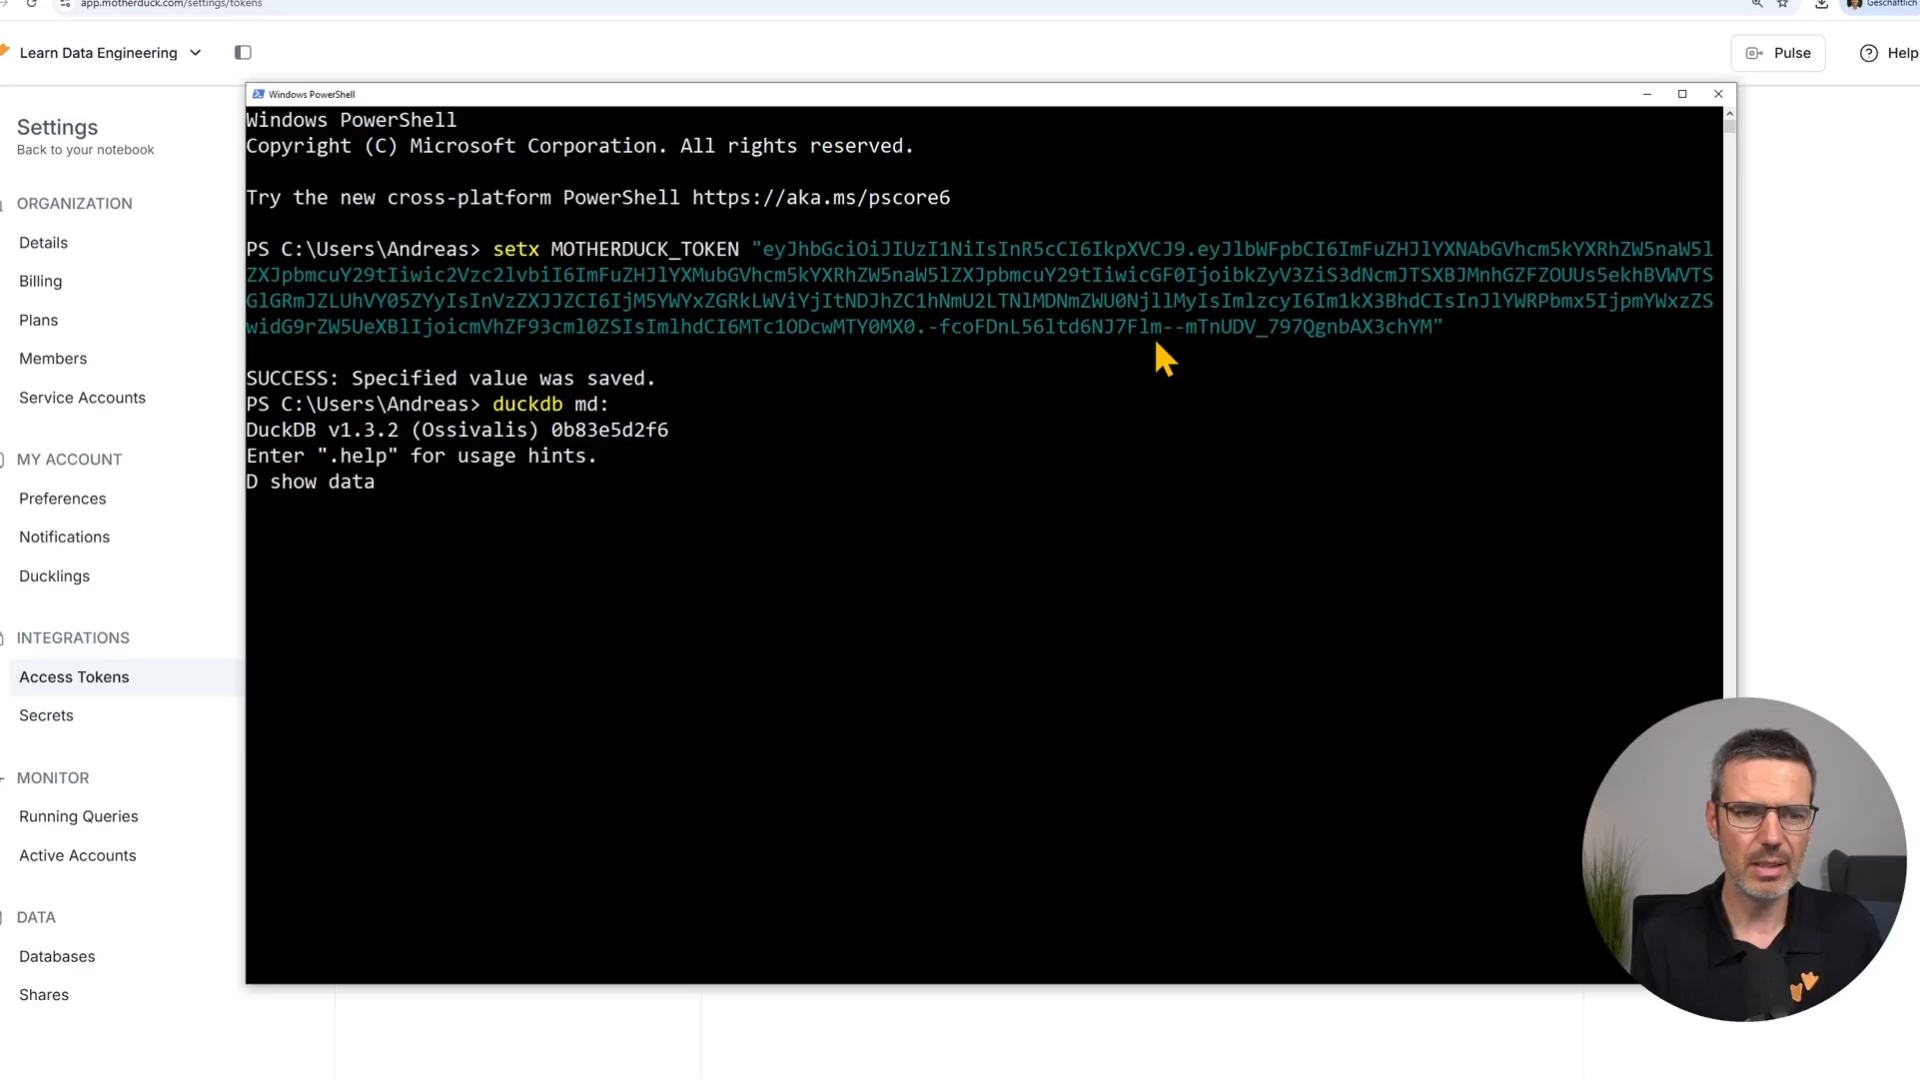 app.motherduck.com/settings/tokens
Geschäftlich
Learn Data Engineering
Pulse
Help
Windows PowerShell
Settings
Back to your notebook
ORGANIZATION
Details
Billing
Plans
Members
Service Accounts
MY ACCOUNT
Preferences
Notifications
Ducklings
INTEGRATIONS
Access Tokens
Secrets
MONITOR
Running Queries
Active Accounts
DATA
Databases
Shares
Windows PowerShell
Copyright (C) Microsoft Corporation. All rights reserved.
Try the new cross-platform PowerShell https://aka.ms/pscore6
PS C:\Users\Andreas> setx MOTHERDUCK_TOKEN
SUCCESS: Specified value was saved.
PS C:\Users\Andreas> duckdb md:
DuckDB v1.3.2 (Ossivalis) 0b83e5d2f6
Enter ".help" for usage hints.
D show data